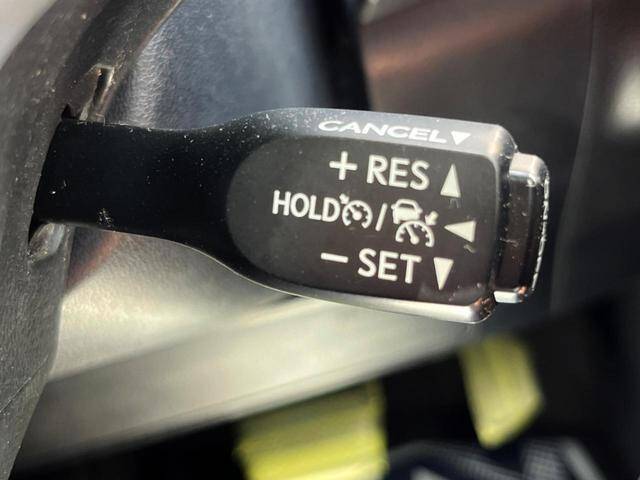 CANCEL▼
+ RES ▲
HOLD / ◀
− SET ▼